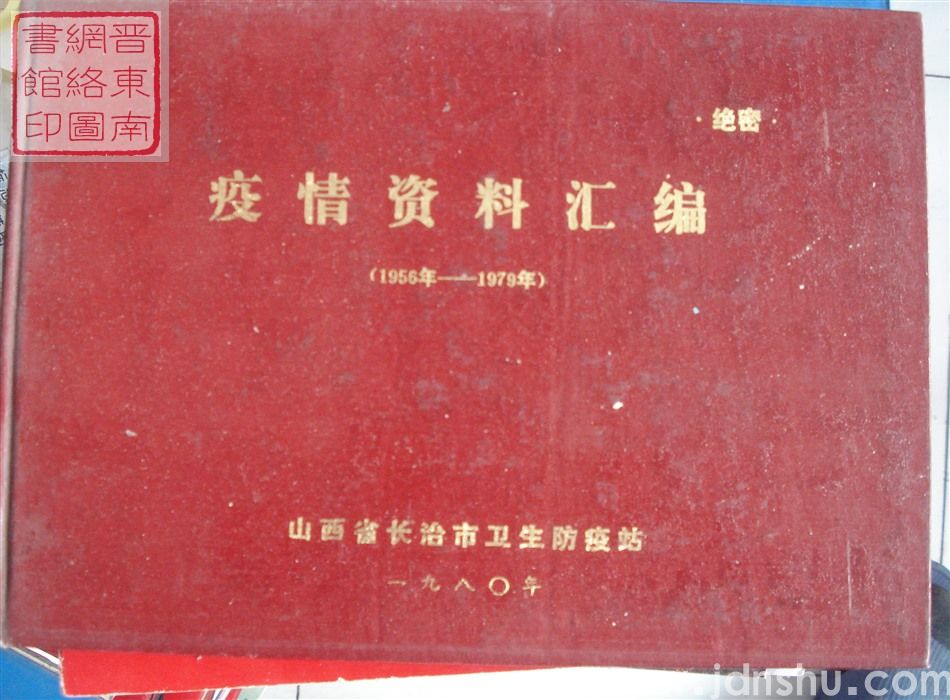 晋東南
網絡圖
書館印
·绝密·
疫情资料汇编
(1956年——1979年)
山西省长治市卫生防疫站
一九八〇年
.jdnshu.com